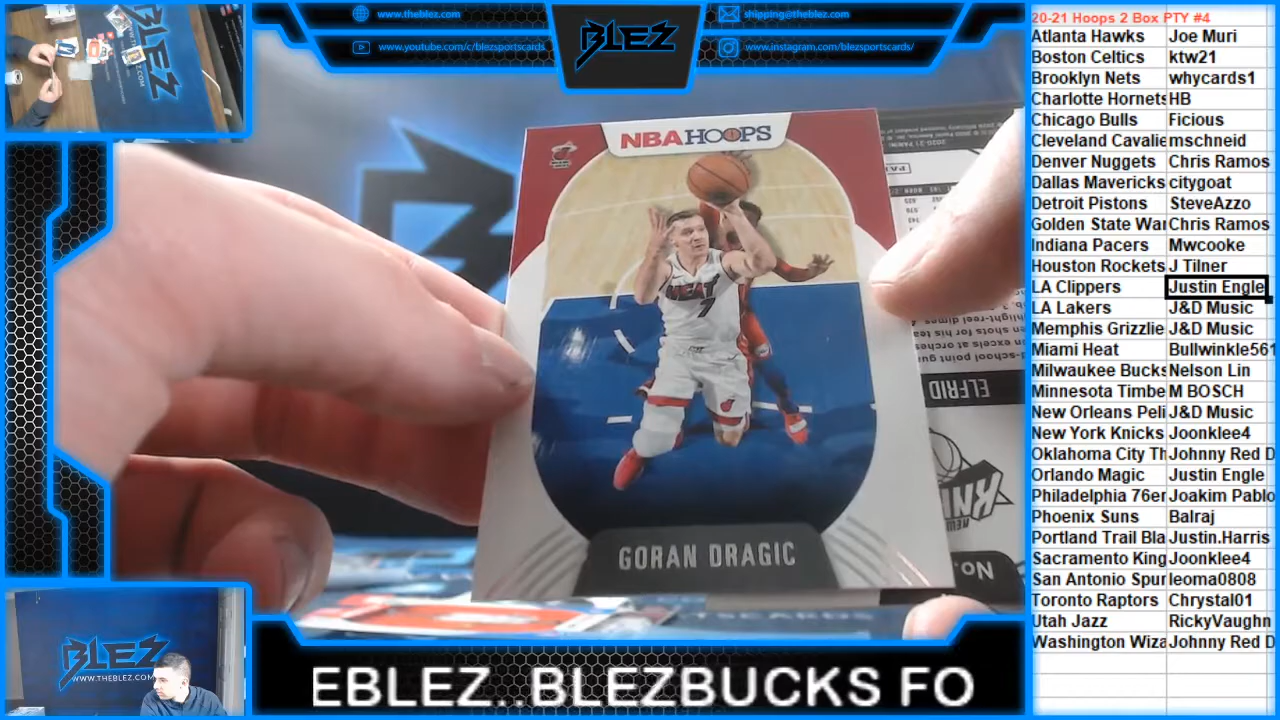 www.theblez.com
www.youtube.com/c/blezsportscards
BLEZ
shipping@theblez.com
www.instagram.com/blezsportscards/
NBA HOOPS
HEAT
7
GORAN DRAGIC
ELFRID
No.
BLEZ
WWW.THEBLEZ.COM
EBLEZ..BLEZBUCKS FO
20-21 Hoops 2 Box PTY #4
Atlanta Hawks Joe Muri
Boston Celtics ktw21
Brooklyn Nets whycards1
Charlotte Hornets HB
Chicago Bulls Ficious
Cleveland Cavalie mschneid
Denver Nuggets Chris Ramos
Dallas Mavericks citygoat
Detroit Pistons SteveAzzo
Golden State War Chris Ramos
Indiana Pacers Mwcooke
Houston Rockets J Tilner
LA Clippers Justin Engle
LA Lakers J&D Music
Memphis Grizzlie J&D Music
Miami Heat Bullwinkle561
Milwaukee Bucks Nelson Lin
Minnesota Timbe M BOSCH
New Orleans Peli J&D Music
New York Knicks Joonklee4
Oklahoma City Th Johnny Red D
Orlando Magic Justin Engle
Philadelphia 76er Joakim Pablo
Phoenix Suns Balraj
Portland Trail Bla Justin.Harris
Sacramento King Joonklee4
San Antonio Spur leoma0808
Toronto Raptors Chrystal01
Utah Jazz RickyVaughn
Washington Wiza Johnny Red D